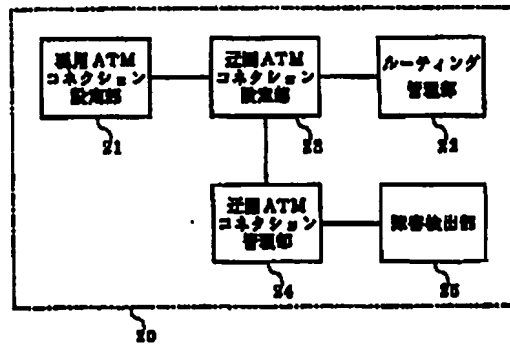 現用ATM
コネクション
設定部
迂回ATM
コネクション
設定部
ルーティング
管理部
21
23
22
迂回ATM
コネクション
管理部
障害検出部
24
25
20